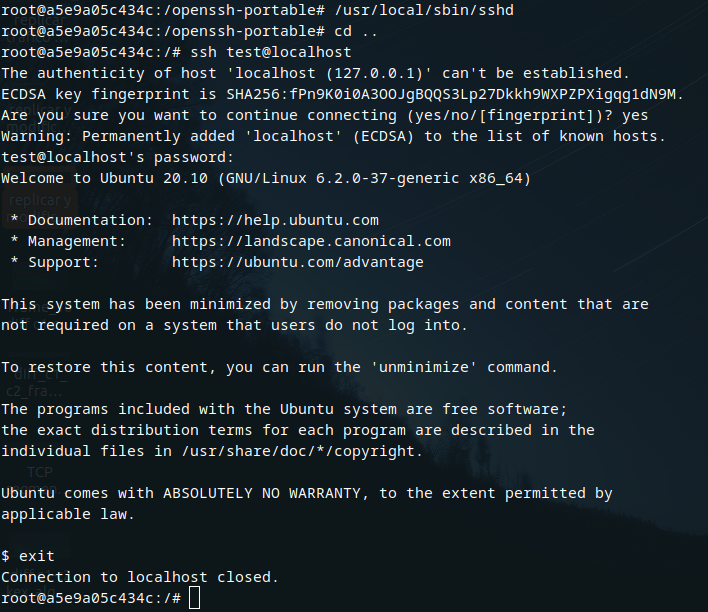 root@a5e9a05c434c:/openssh-portable# /usr/local/sbin/sshd
root@a5e9a05c434c:/openssh-portable# cd ..
root@a5e9a05c434c:/# ssh test@localhost
The authenticity of host 'localhost (127.0.0.1)' can't be established.
ECDSA key fingerprint is SHA256:fPn9K0i0A3OOJgBQQS3Lp27Dkkh9WXPZPXigqg1dN9M.
Are you sure you want to continue connecting (yes/no/[fingerprint])? yes
Warning: Permanently added 'localhost' (ECDSA) to the list of known hosts.
test@localhost's password:
Welcome to Ubuntu 20.10 (GNU/Linux 6.2.0-37-generic x86_64)

 * Documentation:  https://help.ubuntu.com
 * Management:     https://landscape.canonical.com
 * Support:        https://ubuntu.com/advantage

This system has been minimized by removing packages and content that are
not required on a system that users do not log into.

To restore this content, you can run the 'unminimize' command.

The programs included with the Ubuntu system are free software;
the exact distribution terms for each program are described in the
individual files in /usr/share/doc/*/copyright.

Ubuntu comes with ABSOLUTELY NO WARRANTY, to the extent permitted by
applicable law.

$ exit
Connection to localhost closed.
root@a5e9a05c434c:/#